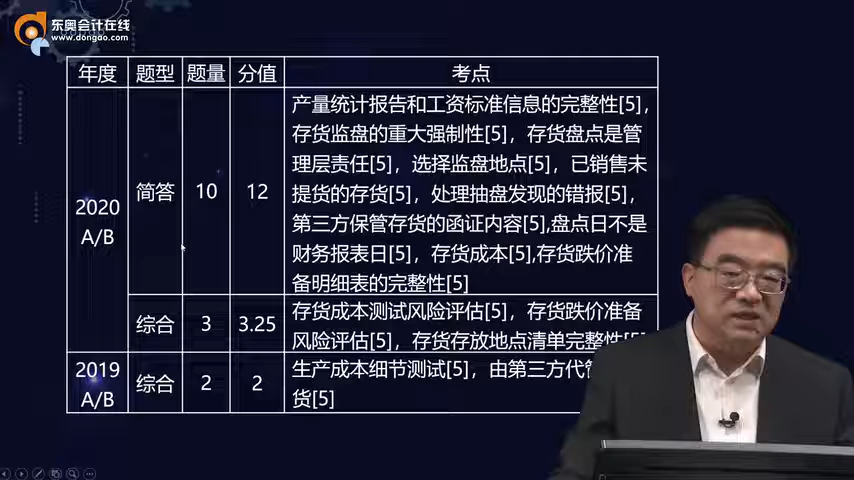 东奥会计在线
www.dongao.com
年度 题型 题量 分值 考点
2020 A/B
简答 10 12
产量统计报告和工资标准信息的完整性[5],
存货监盘的重大强制性[5],存货盘点是管
理层责任[5],选择监盘地点[5],已销售未
提货的存货[5],处理抽盘发现的错报[5],
第三方保管存货的函证内容[5],盘点日不是
财务报表日[5],存货成本[5],存货跌价准
备明细表的完整性[5]
综合 3 3.25
存货成本测试风险评估[5],存货跌价准备
风险评估[5],存货存放地点清单完整性[5]
2019 A/B
综合 2 2
生产成本细节测试[5],由第三方代管
货[5]